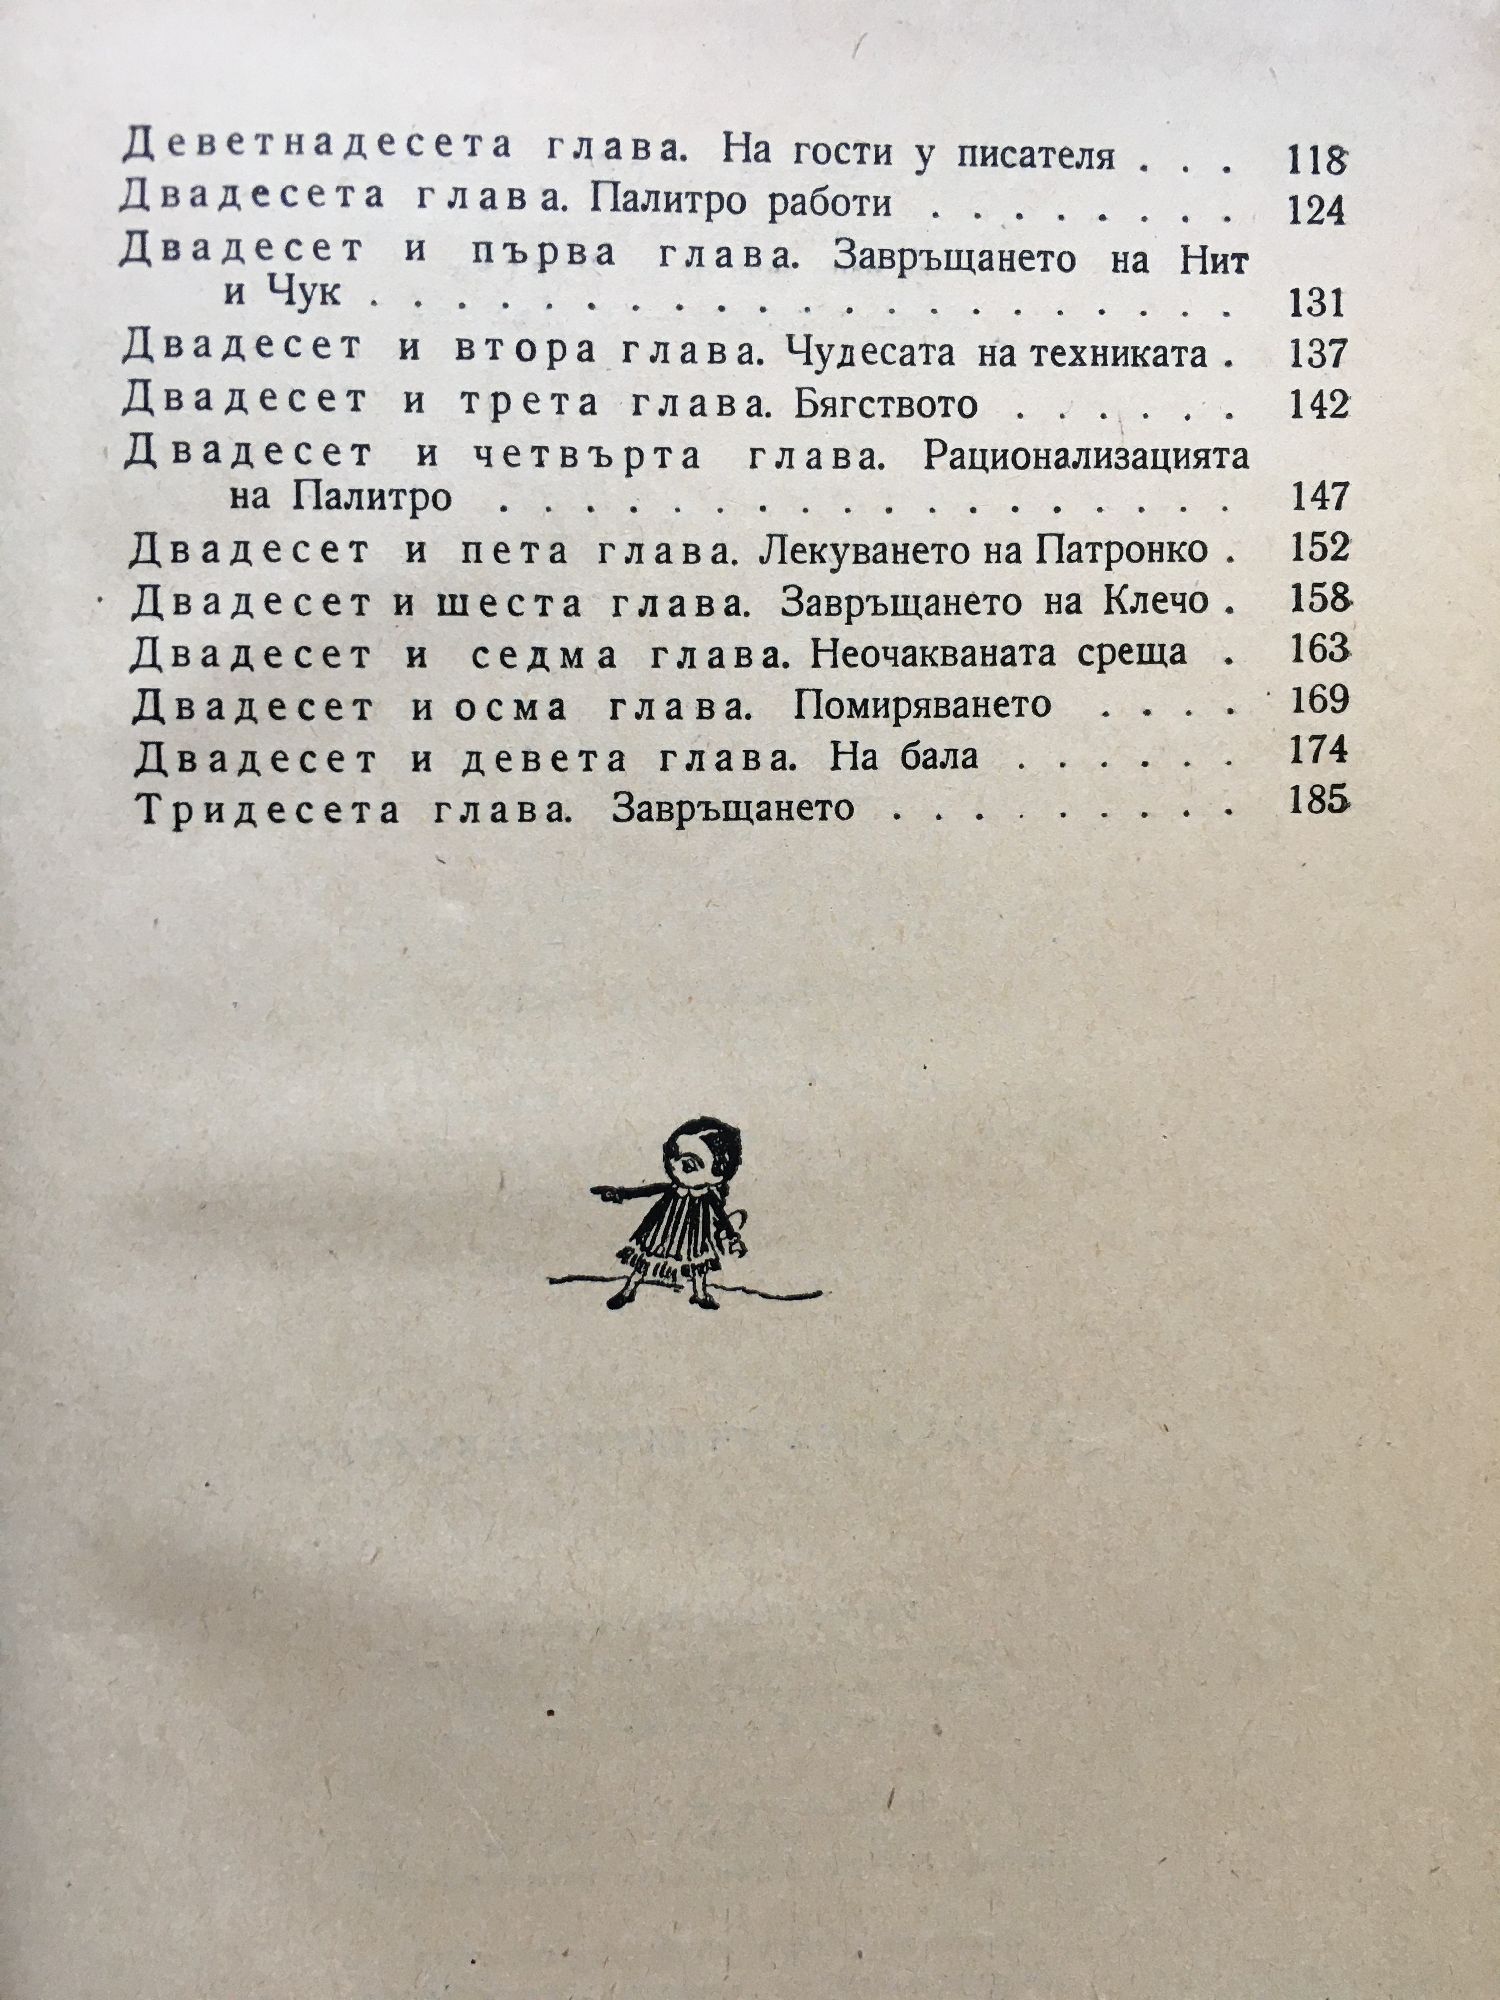 Деветнадесета глава. На гости у писателя . . . 118
Двадесета глава. Палитро работи . . . . . . . . 124
Двадесет и първа глава. Завръщането на Нит
и Чук . . . . . . . . . . . . . . . . . . . . 131
Двадесет и втора глава. Чудесата на техниката . 137
Двадесет и трета глава. Бягството . . . . . . 142
Двадесет и четвърта глава. Рационализацията
на Палитро . . . . . . . . . . . . . . . . . 147
Двадесет и пета глава. Лекуването на Патронко . 152
Двадесет и шеста глава. Завръщането на Клечо . 158
Двадесет и седма глава. Неочакваната среща . 163
Двадесет и осма глава. Помиряването . . . . 169
Двадесет и девета глава. На бала . . . . . . 174
Тридесета глава. Завръщането . . . . . . . . . 185